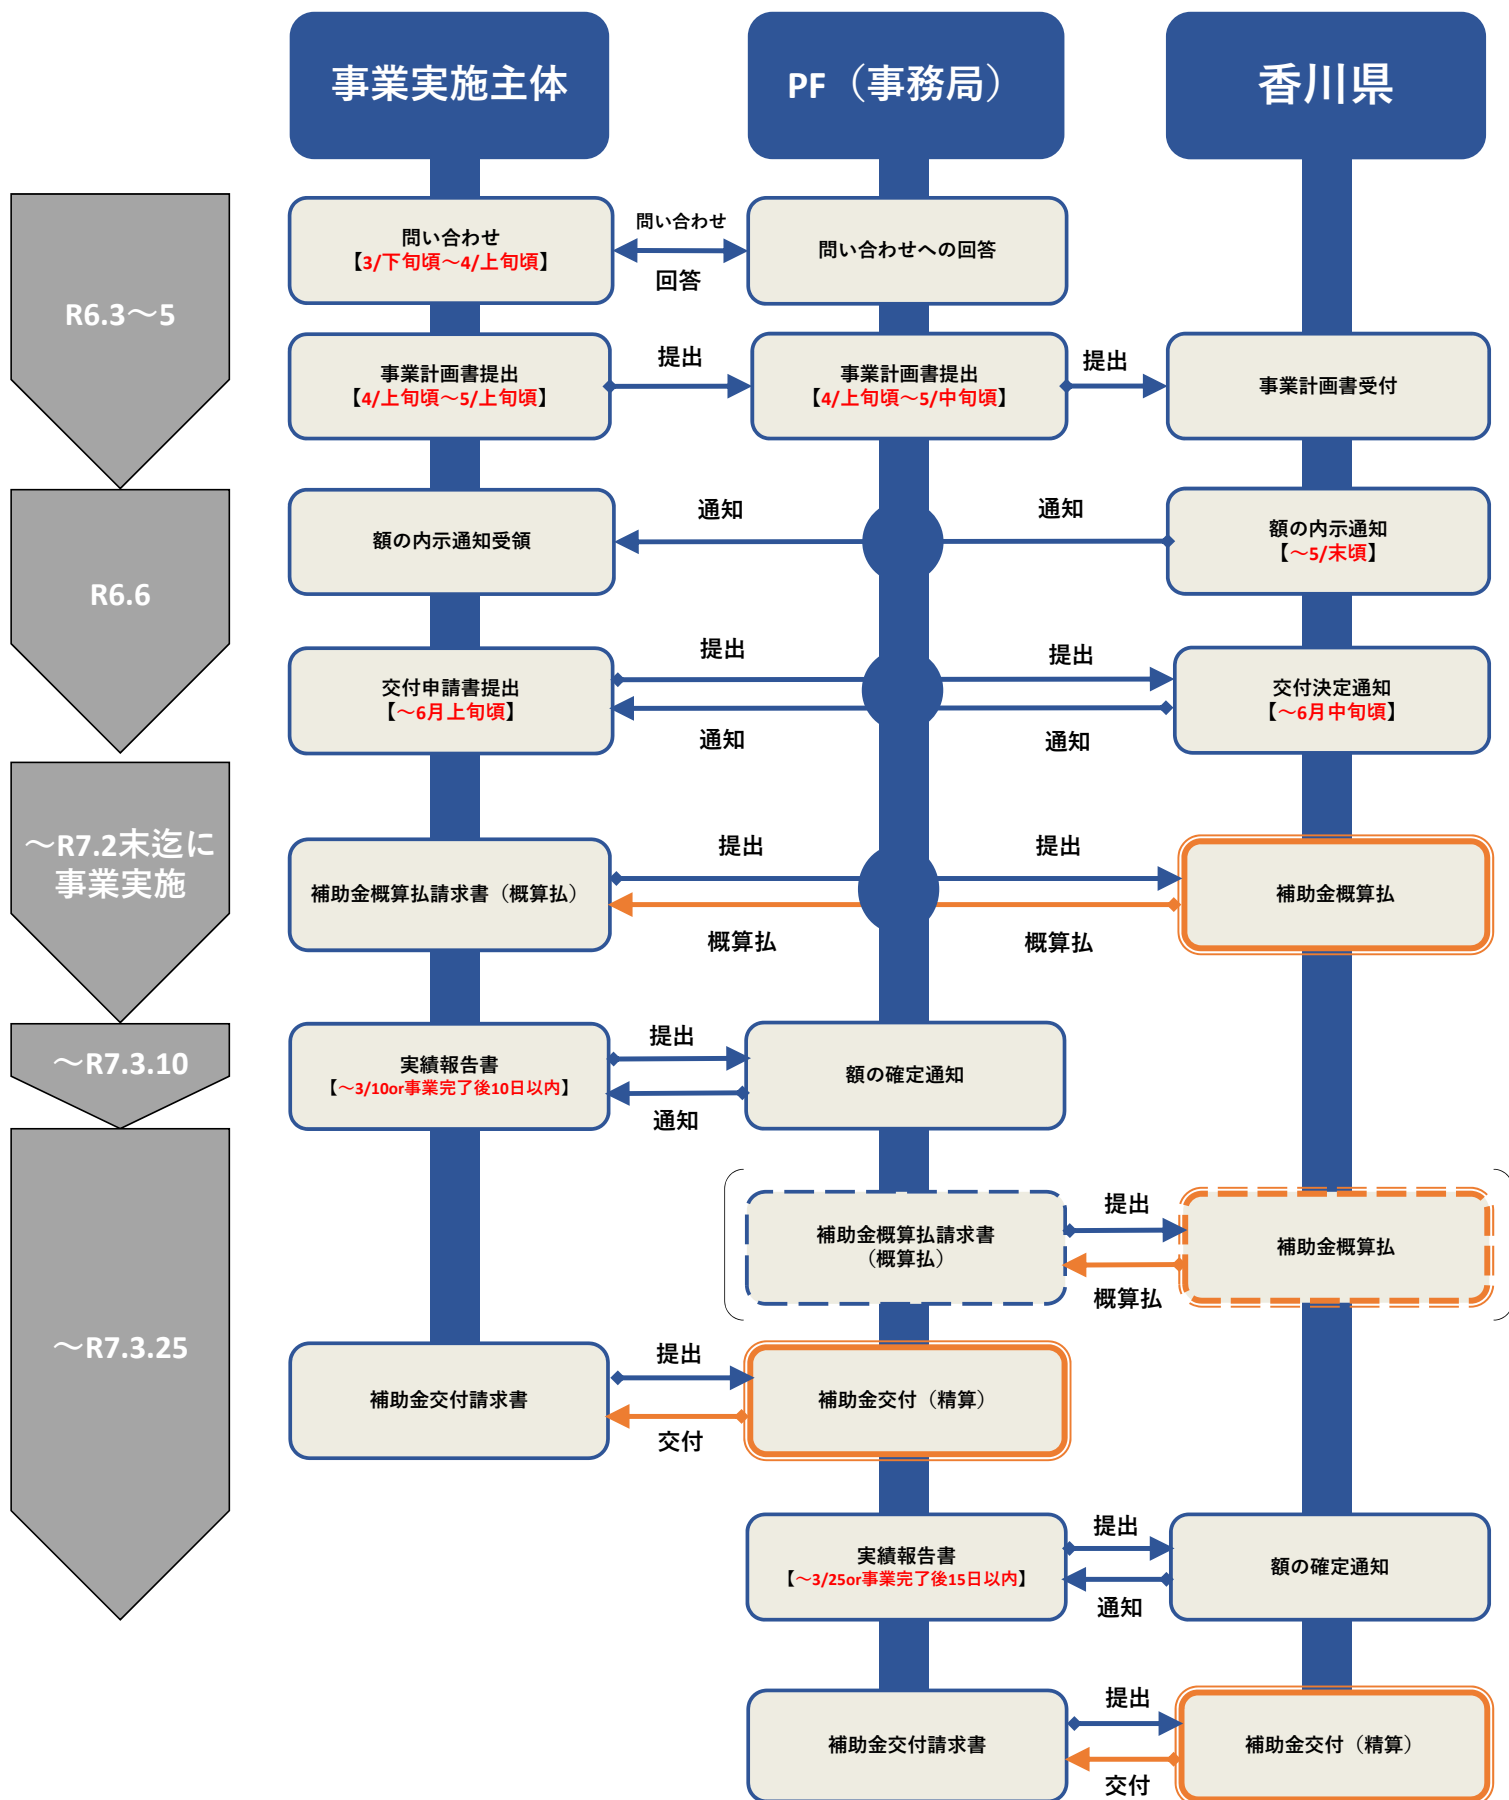 事業実施主体
PF（事務局）
香川県
R6.3～5
問い合わせ
【3/下旬頃～4/上旬頃】
問い合わせ
回答
問い合わせへの回答
事業計画書提出
【4/上旬頃～5/上旬頃】
提出
事業計画書提出
【4/上旬頃～5/中旬頃】
提出
事業計画書受付
R6.6
額の内示通知受領
通知
通知
額の内示通知
【～5/末頃】
交付申請書提出
【～6月上旬頃】
提出
通知
提出
通知
交付決定通知
【～6月中旬頃】
～R7.2末迄に
事業実施
補助金概算払請求書（概算払）
提出
概算払
提出
概算払
補助金概算払
～R7.3.10
実績報告書
【～3/10or事業完了後10日以内】
提出
通知
額の確定通知
～R7.3.25
補助金概算払請求書
（概算払）
提出
概算払
補助金概算払
補助金交付請求書
提出
交付
補助金交付（精算）
実績報告書
【～3/25or事業完了後15日以内】
提出
通知
額の確定通知
補助金交付請求書
提出
交付
補助金交付（精算）